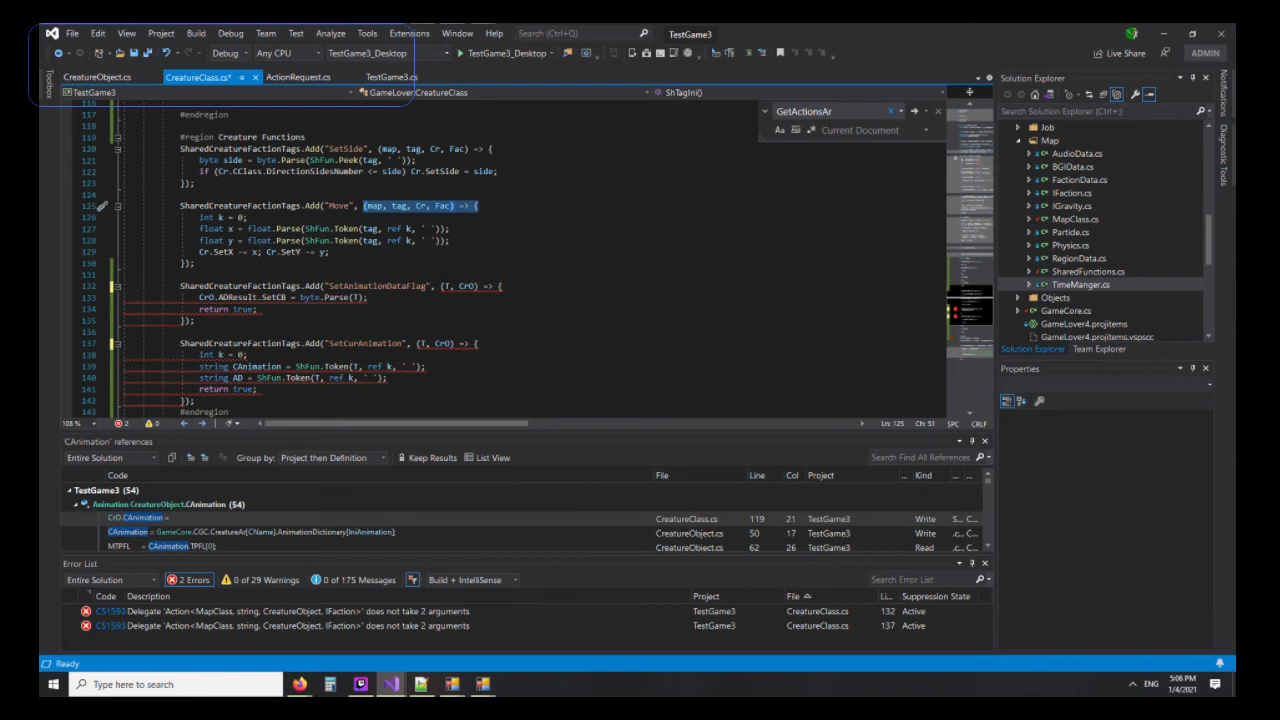 File Edit View Project Build Debug Team Test Analyze Tools Extensions Window Help Search (Ctrl+Q) TestGame3
Debug Any CPU TestGame3_Desktop TestGame3_Desktop Live Share ADMIN
CreatureObject.cs CreatureClass.cs* ActionRequest.cs TestGame3.cs
TestGame3 GameLover.CreatureClass ShTagIni()
Toolbox
116
117 #endregion
118
119 #region Creature Functions
120 SharedCreatureFactionTags.Add("SetSide", (map, tag, Cr, Fac) => {
121 byte side = byte.Parse(ShFun.Peek(tag, ' '));
122 if (Cr.CClass.DirectionSidesNumber <= side) Cr.SetSide = side;
123 });
124
125 SharedCreatureFactionTags.Add("Move", (map, tag, Cr, Fac) => {
126 int k = 0;
127 float x = float.Parse(ShFun.Token(tag, ref k, ' '));
128 float y = float.Parse(ShFun.Token(tag, ref k, ' '));
129 Cr.SetX -= x; Cr.SetY -= y;
130 });
131
132 SharedCreatureFactionTags.Add("SetAnimationDataFlag", (T, CrO) => {
133 CrO.ADResult.SetCB = byte.Parse(T);
134 return true;
135 });
136
137 SharedCreatureFactionTags.Add("SetCurAnimation", (T, CrO) => {
138 int k = 0;
139 string CAnimation = ShFun.Token(T, ref k, ' ');
140 string AD = ShFun.Token(T, ref k, ' ');
141 return true;
142 });
143 #endregion
GetActionsAr
Aa Current Document
108 % 2 0 Ln: 125 Ch: 51 SPC CRLF
'CAnimation' references
Entire Solution Group by: Project then Definition Keep Results List View Search Find All References
Code File Line Col Project Kind
TestGame3 (54)
Animation CreatureObject.CAnimation (54)
CrO.CAnimation = CreatureClass.cs 119 21 TestGame3 Write
CAnimation = GameCore.CGC.CreatureAr[CName].AnimationDictionary[IniAnimation]; CreatureObject.cs 50 17 TestGame3 Write
MTPFL = CAnimation.TPFL[0]; CreatureObject.cs 62 26 TestGame3 Read
Error List
Entire Solution 2 Errors 0 of 29 Warnings 0 of 175 Messages Build + IntelliSense Search Error List
Code Description Project File Li... Suppression State
CS1593 Delegate 'Action<MapClass, string, CreatureObject, IFaction>' does not take 2 arguments TestGame3 CreatureClass.cs 132 Active
CS1593 Delegate 'Action<MapClass, string, CreatureObject, IFaction>' does not take 2 arguments TestGame3 CreatureClass.cs 137 Active
Solution Explorer
Search Solution Explorer (Ctrl+;)
Job
Map
AudioData.cs
BGIData.cs
FactionData.cs
IFaction.cs
IGravity.cs
MapClass.cs
Particle.cs
Physics.cs
RegionData.cs
SharedFunctions.cs
TimeManger.cs
Objects
GameCore.cs
GameLover4.projitems
GameLover4.projitems.vspscc
Solution Explorer Team Explorer
Properties
Notifications
Diagnostic Tools
Ready
Type here to search
ENG
5:06 PM
1/4/2021